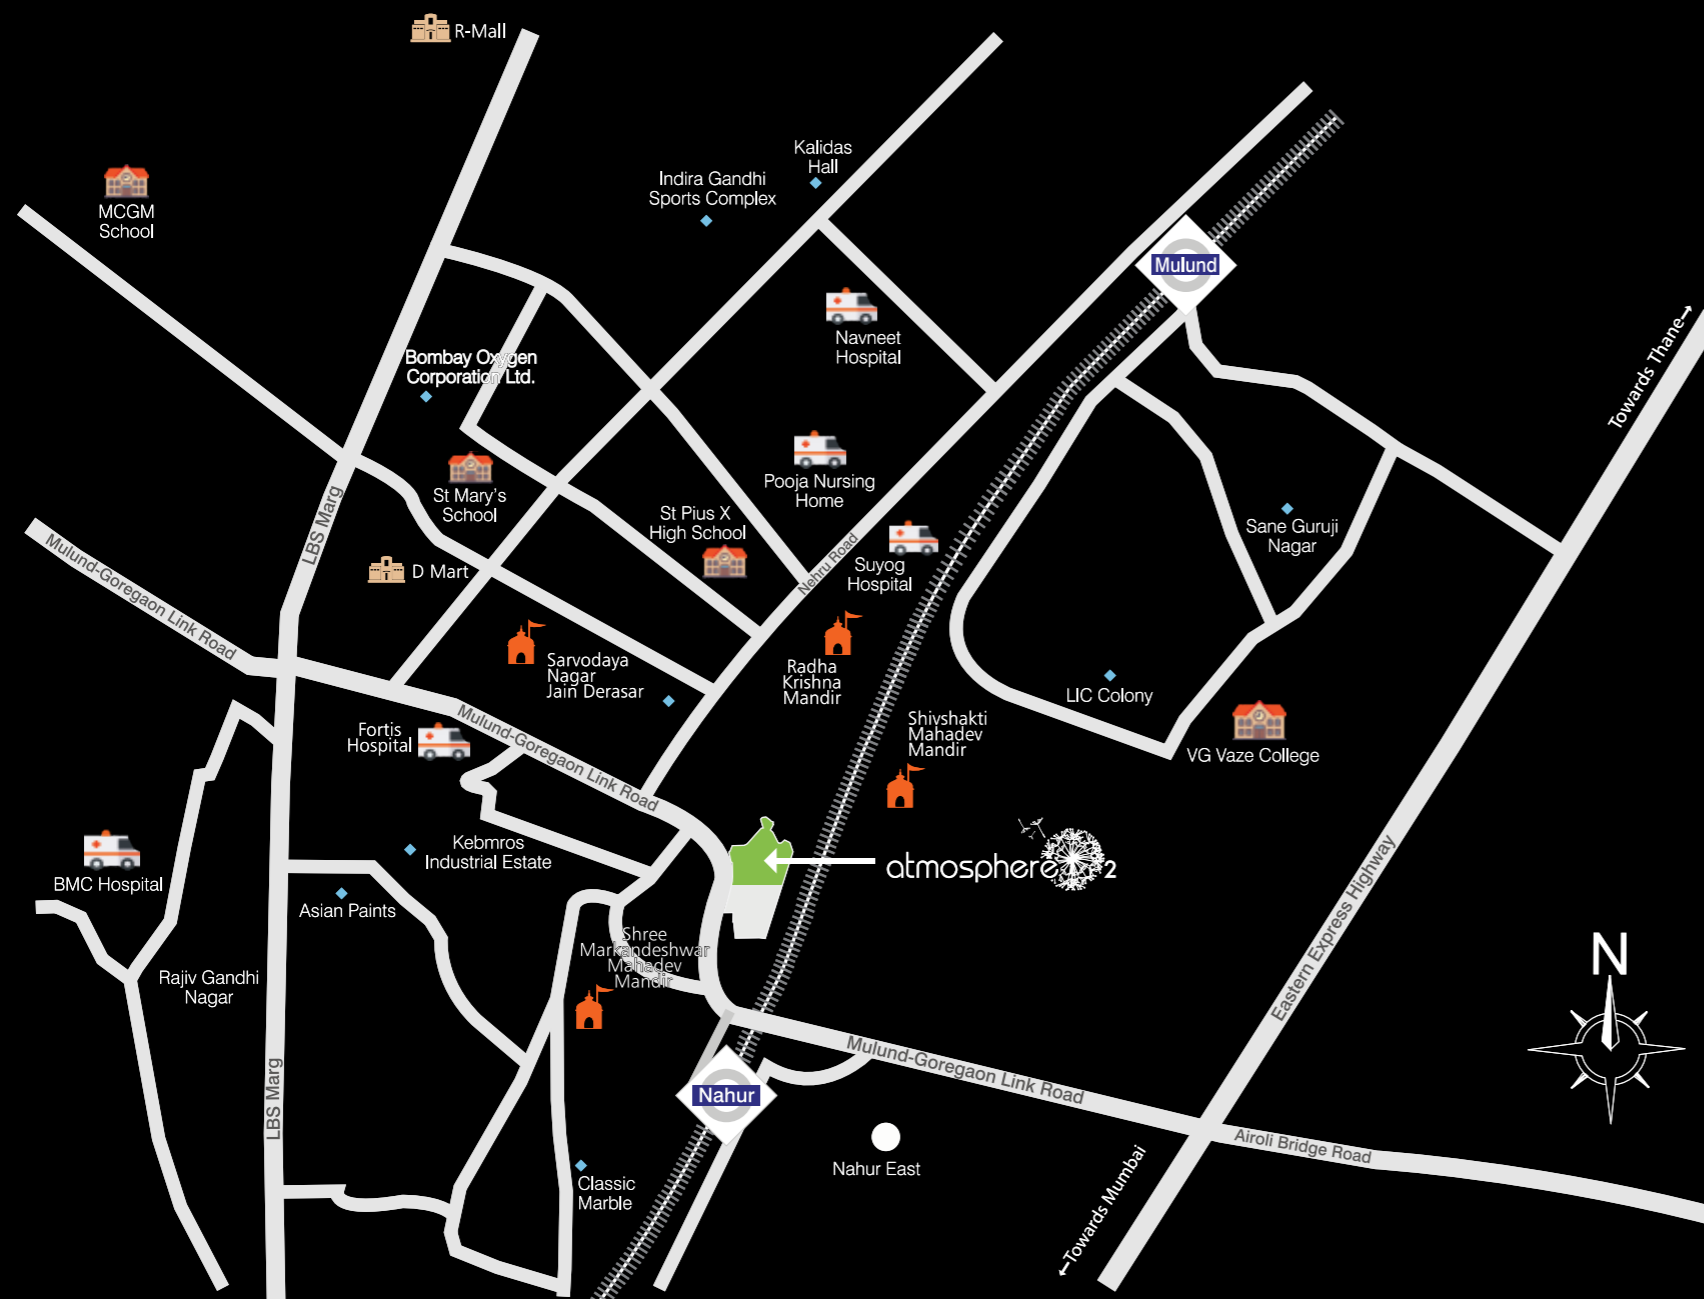 R-Mall
Kalidas
Hall
Indira Gandhi
Sports Complex
MCGM
School
Mulund
Navneet
Hospital
Towards Thane
Bombay Oxygen
Corporation Ltd.
St Mary's
School
Pooja Nursing
Home
St Pius X
High School
LBS Marg
Sane Guruji
Nagar
Nehru Road
Suyog
Hospital
D Mart
Mulund-Goregaon Link Road
Sarvodaya
Nagar
Jain Derasar
Radha
Krishna
Mandir
LIC Colony
Shivshakti
Mahadev
Mandir
VG Vaze College
Fortis
Hospital
Mulund-Goregaon Link Road
Kebmros
Industrial Estate
atmosphere 2
BMC Hospital
Asian Paints
Eastern Express Highway
Shree
Markandeshwar
Mahadev
Mandir
N
Rajiv Gandhi
Nagar
Mulund-Goregaon Link Road
LBS Marg
Nahur
Airoli Bridge Road
Nahur East
Classic
Marble
Towards Mumbai